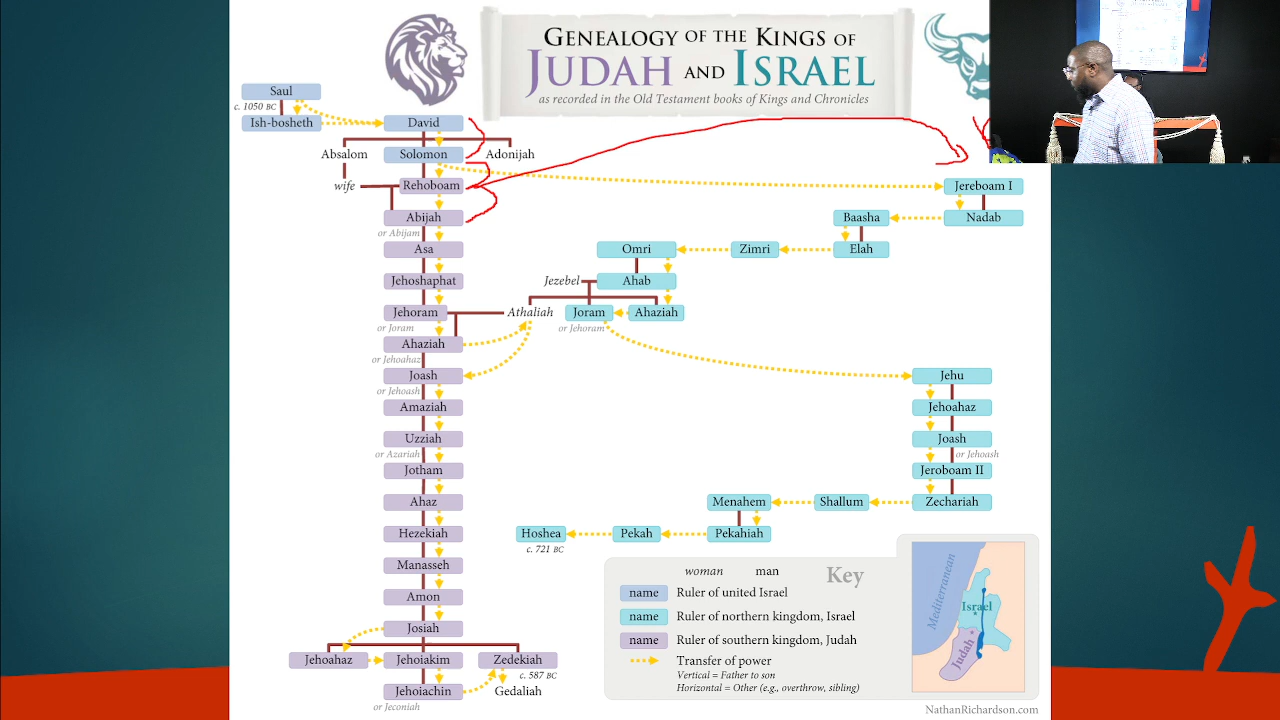 GENEALOGY OF THE KINGS OF
JUDAH AND ISRAEL
as recorded in the Old Testament books of Kings and Chronicles
Saul
c. 1050 BC
Ish-bosheth
David
Absalom
Solomon
Adonijah
wife
Rehoboam
Jereboam I
Abijah
or Abijam
Baasha
Nadab
Asa
Omri
Zimri
Elah
Jehoshaphat
Jezebel
Ahab
Jehoram
or Joram
Athaliah
Joram
or Jehoram
Ahaziah
Ahaziah
or Jehoahaz
Joash
or Jehoash
Jehu
Amaziah
Jehoahaz
Uzziah
or Azariah
Joash
or Jehoash
Jotham
Jeroboam II
Ahaz
Menahem
Shallum
Zechariah
Hezekiah
Hoshea
c. 721 BC
Pekah
Pekahiah
Manasseh
Amon
Josiah
Jehoahaz
Jehoiakim
Zedekiah
c. 587 BC
Jehoiachin
or Jeconiah
Gedaliah
woman man Key
name Ruler of united Israel
name Ruler of northern kingdom, Israel
name Ruler of southern kingdom, Judah
Transfer of power
Vertical = Father to son
Horizontal = Other (e.g., overthrow, sibling)
Mediterranean
Israel
Judah
NathanRichardson.com